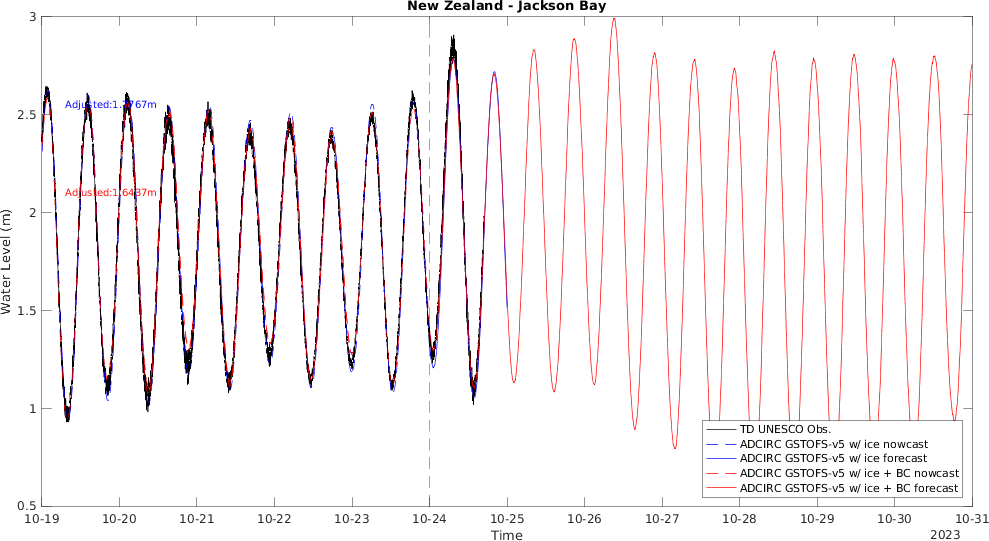 New Zealand - Jackson Bay
Water Level (m)
3
2.5
2
1.5
1
0.5
Adjusted:1.7767m
Adjusted:1.6437m
TD UNESCO Obs.
ADCIRC GSTOFS-v5 w/ ice nowcast
ADCIRC GSTOFS-v5 w/ ice forecast
ADCIRC GSTOFS-v5 w/ ice + BC nowcast
ADCIRC GSTOFS-v5 w/ ice + BC forecast
10-19 10-20 10-21 10-22 10-23 10-24 10-25 10-26 10-27 10-28 10-29 10-30 10-31
Time
2023